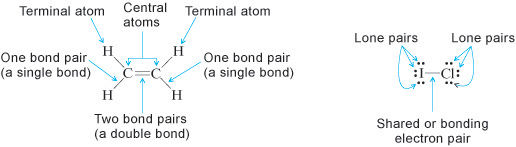 Terminal atom
Central
atoms
Terminal atom
H
H
One bond pair
(a single bond)
C
C
One bond pair
(a single bond)
H
H
Two bond pairs
(a double bond)
Lone pairs
Lone pairs
I
Cl
Shared or bonding
electron pair